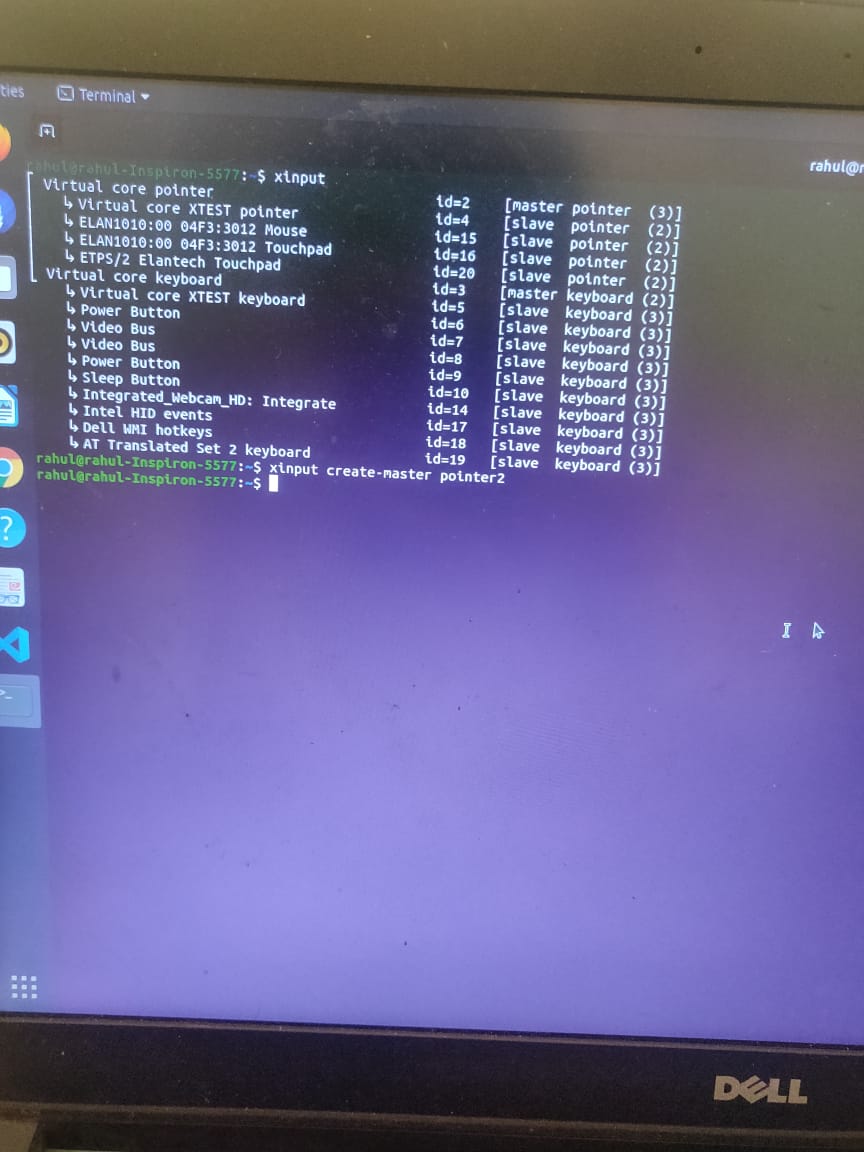 ties Terminal
rahul@r
rahul@rahul-Inspiron-5577:~$ xinput
Virtual core pointer id=2 [master pointer (3)]
↳ Virtual core XTEST pointer id=4 [slave pointer (2)]
↳ ELAN1010:00 04F3:3012 Mouse id=15 [slave pointer (2)]
↳ ELAN1010:00 04F3:3012 Touchpad id=16 [slave pointer (2)]
↳ ETPS/2 Elantech Touchpad id=20 [slave pointer (2)]
Virtual core keyboard id=3 [master keyboard (2)]
↳ Virtual core XTEST keyboard id=5 [slave keyboard (3)]
↳ Power Button id=6 [slave keyboard (3)]
↳ Video Bus id=7 [slave keyboard (3)]
↳ Video Bus id=8 [slave keyboard (3)]
↳ Power Button id=9 [slave keyboard (3)]
↳ Sleep Button id=10 [slave keyboard (3)]
↳ Integrated_Webcam_HD: Integrate id=14 [slave keyboard (3)]
↳ Intel HID events id=17 [slave keyboard (3)]
↳ Dell WMI hotkeys id=18 [slave keyboard (3)]
↳ AT Translated Set 2 keyboard id=19 [slave keyboard (3)]
rahul@rahul-Inspiron-5577:~$ xinput create-master pointer2
rahul@rahul-Inspiron-5577:~$
?
>_
DELL